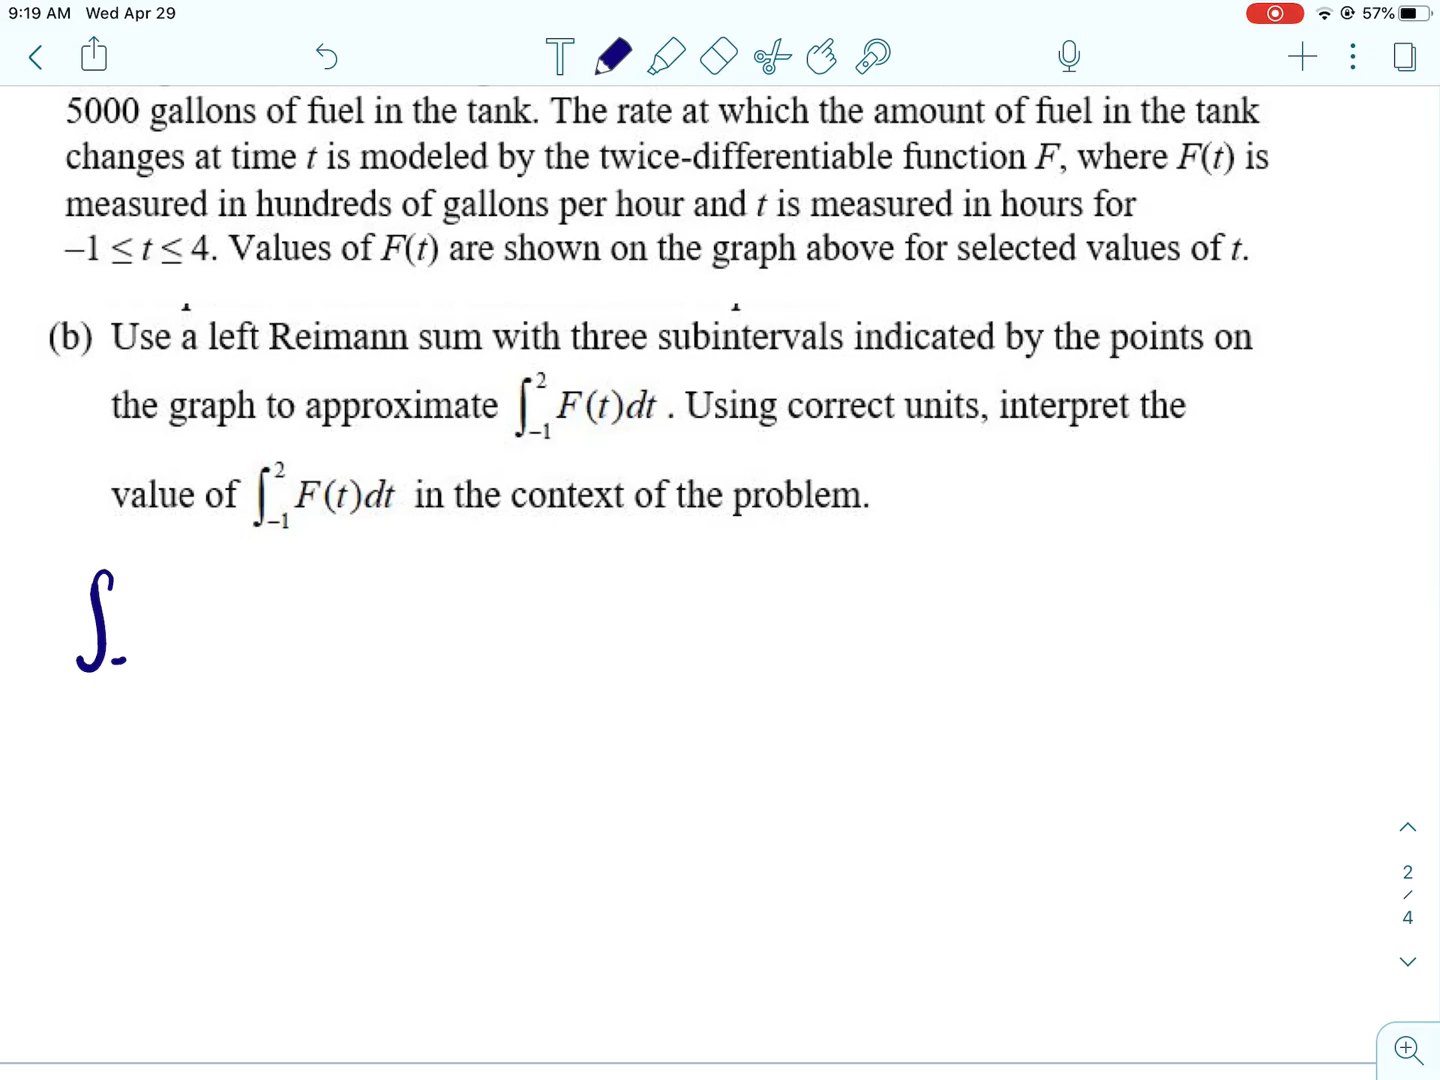 9:19 AM Wed Apr 29 57%
T
5000 gallons of fuel in the tank. The rate at which the amount of fuel in the tank
changes at time t is modeled by the twice-differentiable function F, where F(t) is
measured in hundreds of gallons per hour and t is measured in hours for
−1 ≤ t ≤ 4. Values of F(t) are shown on the graph above for selected values of t.
(b) Use a left Reimann sum with three subintervals indicated by the points on
the graph to approximate ∫_{-1}^{2} F(t)dt . Using correct units, interpret the
value of ∫_{-1}^{2} F(t)dt in the context of the problem.
∫-
2
/
4